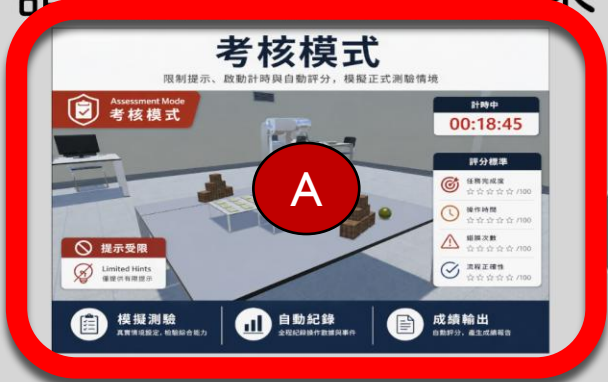 考核模式
限制提示、啟動計時與自動評分，模擬正式測驗情境
Assessment Mode
考核模式
計時中
00:18:45
評分標準
任務完成度
☆☆☆☆☆ /100
操作時間
☆☆☆☆☆ /100
錯誤次數
☆☆☆☆☆ /100
流程正確性
☆☆☆☆☆ /100
A
提示受限
Limited Hints
僅提供有限提示
模擬測驗
真實情境設定，檢驗綜合能力
自動紀錄
全程紀錄操作數據與事件
成績輸出
自動評分，產生成績報告